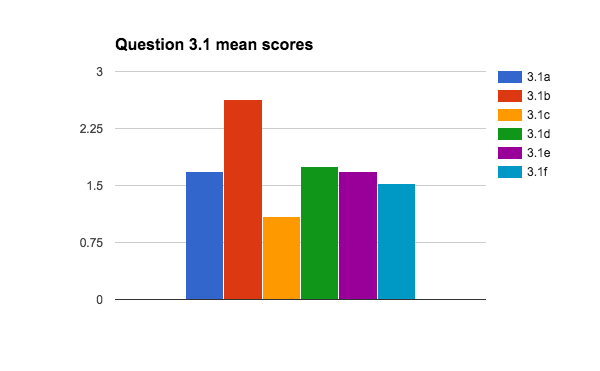 Question 3.1 mean scores
3
2.25
1.5
0.75
0
3.1a
3.1b
3.1c
3.1d
3.1e
3.1f